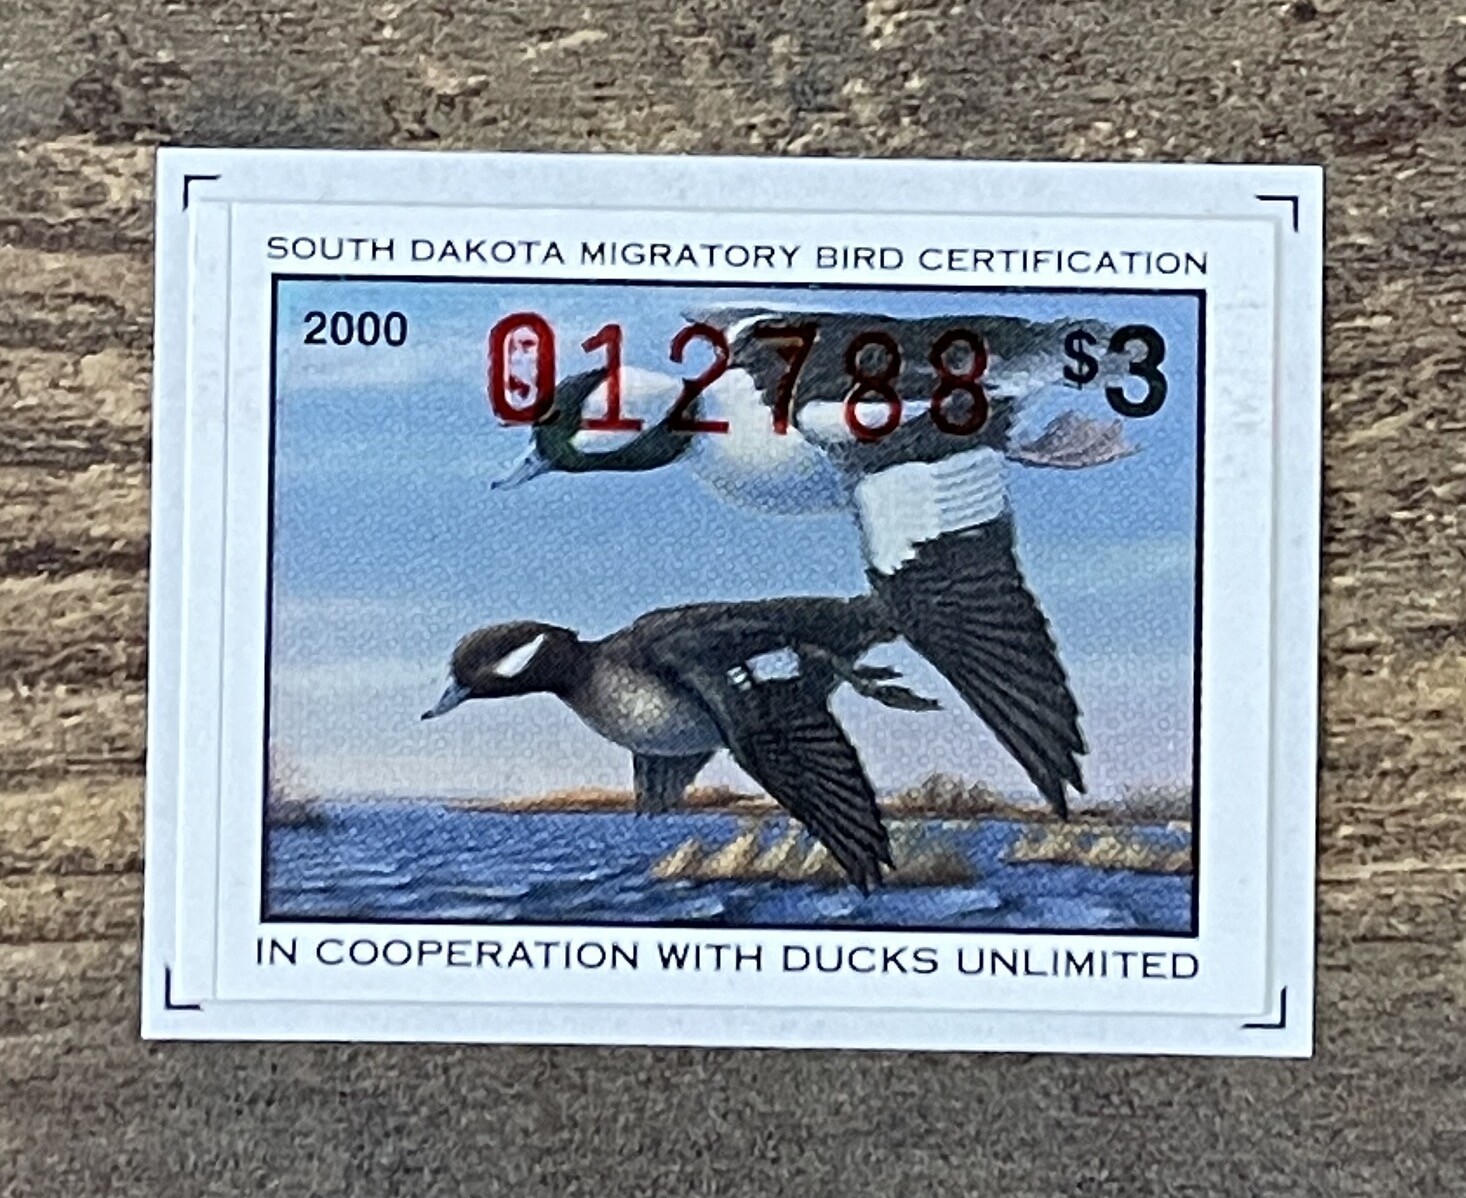 SOUTH DAKOTA MIGRATORY BIRD CERTIFICATION
2000 012788 $3
IN COOPERATION WITH DUCKS UNLIMITED